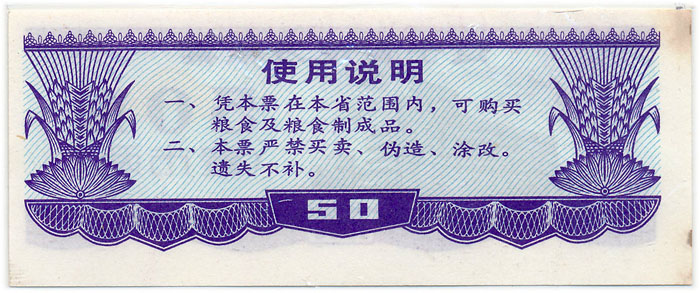 使用说明
一、凭本票在本省范围内，可购买
粮食及粮食制成品。
二、本票严禁买卖、伪造、涂改。
遗失不补。
50